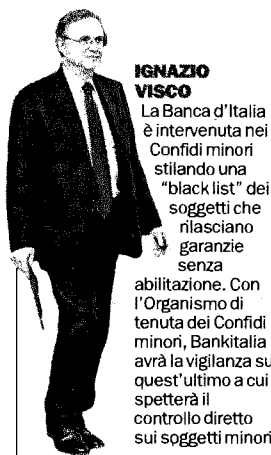 IGNAZIO
VISCO
La Banca d'Italia
è intervenuta nei
Confidi minori
stilando una
"black list" dei
soggetti che
rilasciano
garanzie
senza
abilitazione. Con
l'Organismo di
tenuta dei Confidi
minori, Bankitalia
avrà la vigilanza su
quest'ultimo a cui
spetterà il
controllo diretto
sui soggetti minori